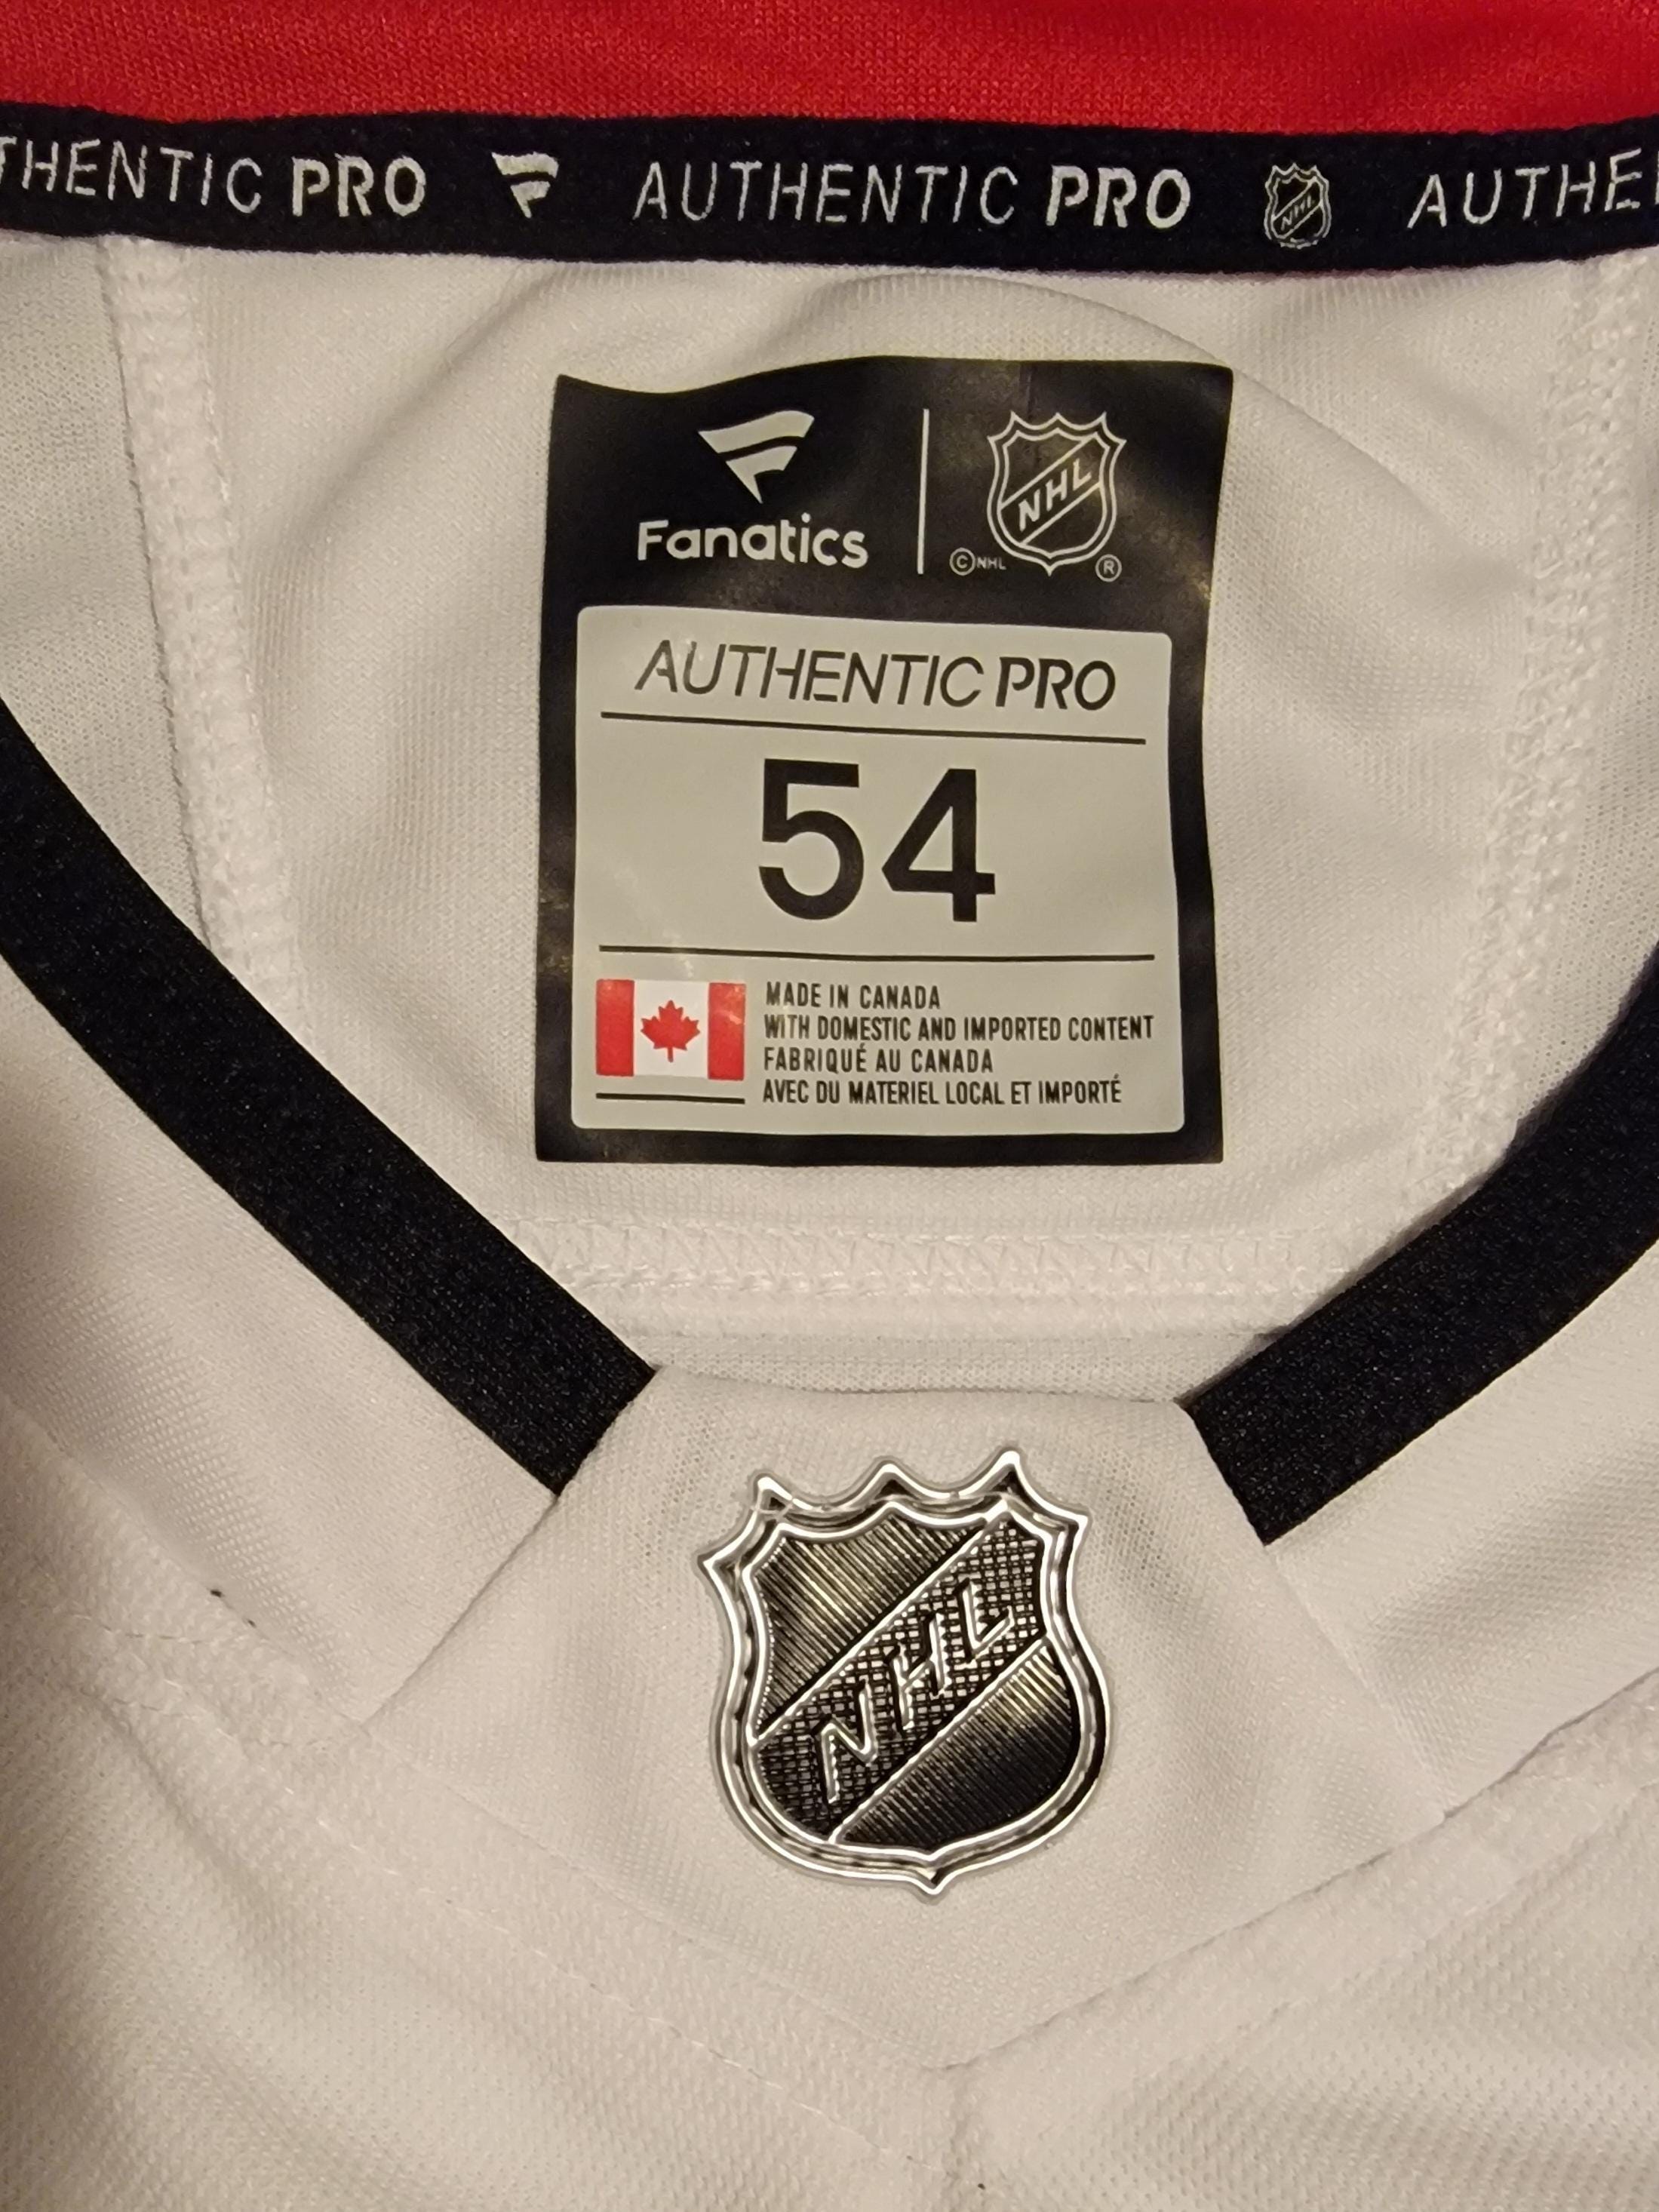 THENTIC PRO AUTHENTIC PRO NHL AUTHE
Fanatics
NHL
© NHL ®
AUTHENTIC PRO
54
MADE IN CANADA
WITH DOMESTIC AND IMPORTED CONTENT
FABRIQUÉ AU CANADA
AVEC DU MATERIEL LOCAL ET IMPORTÉ
NHL